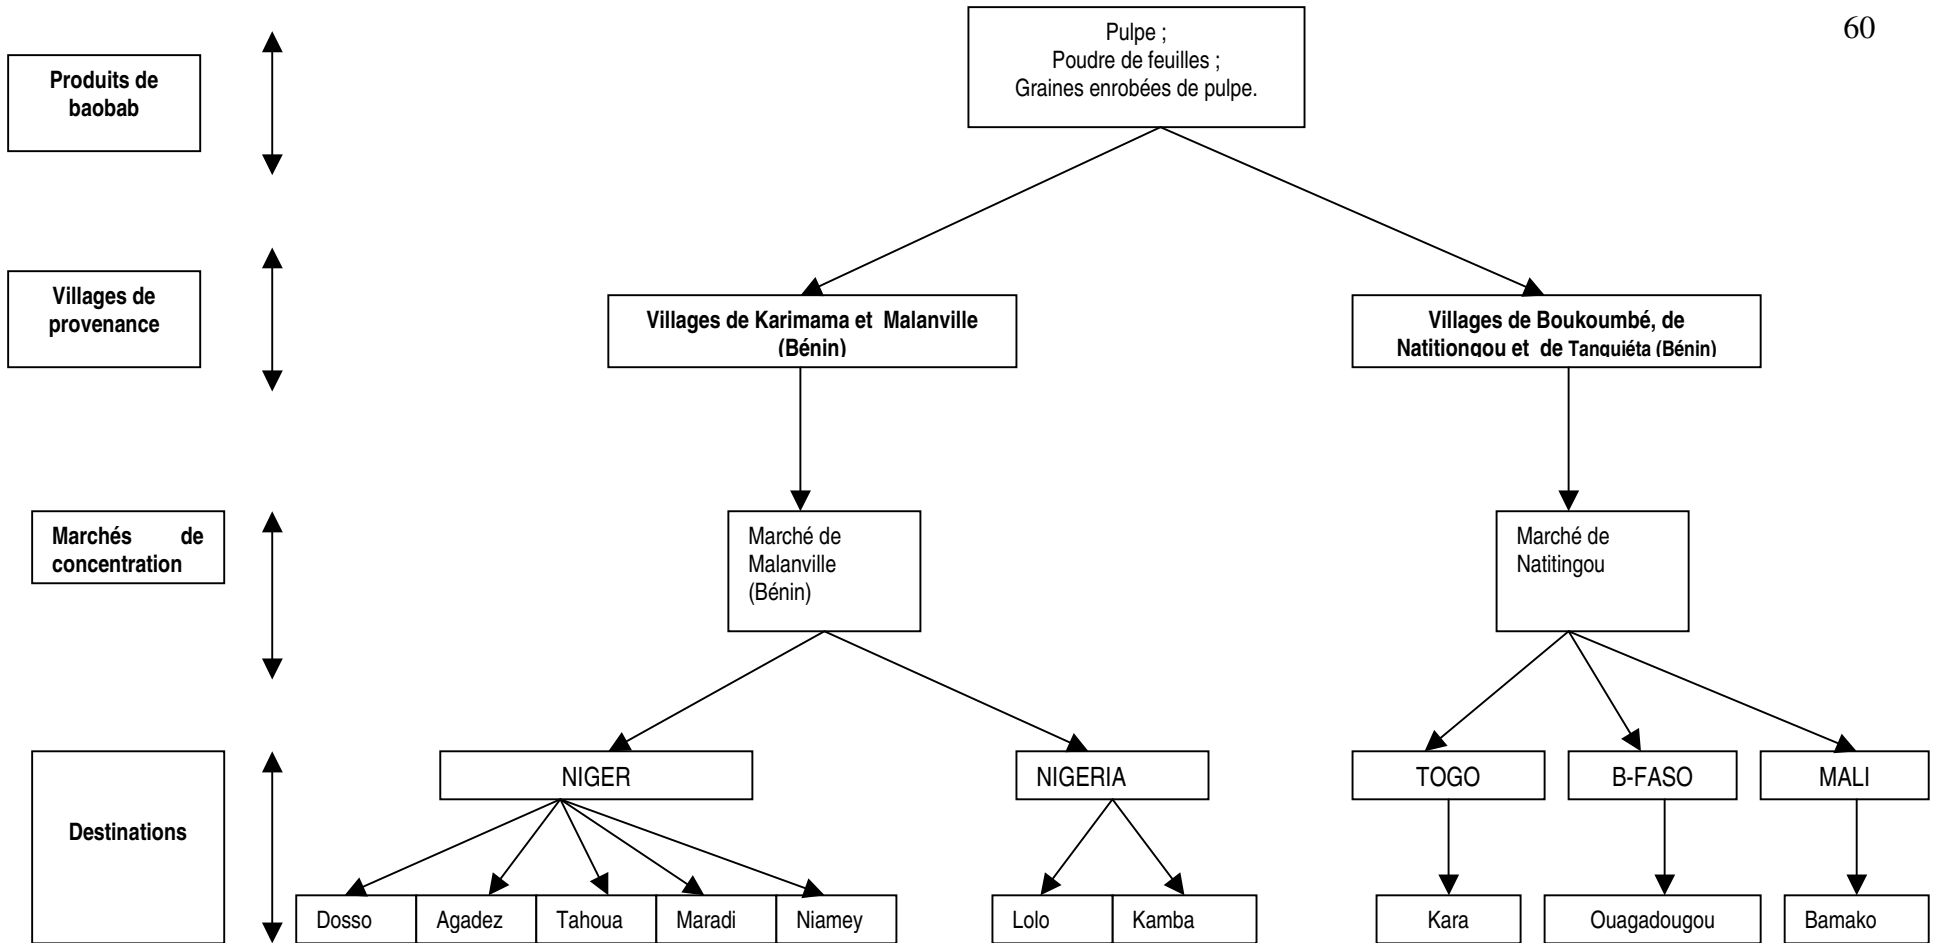 60
Pulpe ;
Poudre de feuilles ;
Graines enrobées de pulpe.
Produits de
baobab
Villages de
provenance
Villages de Karimama et Malanville
(Bénin)
Villages de Boukoumbé, de
Natitiongou et de Tanguiéta (Bénin)
Marchés de
concentration
Marché de
Malanville
(Bénin)
Marché de
Natitingou
Destinations
NIGER
NIGERIA
TOGO
B-FASO
MALI
Dosso
Agadez
Tahoua
Maradi
Niamey
Lolo
Kamba
Kara
Ouagadougou
Bamako